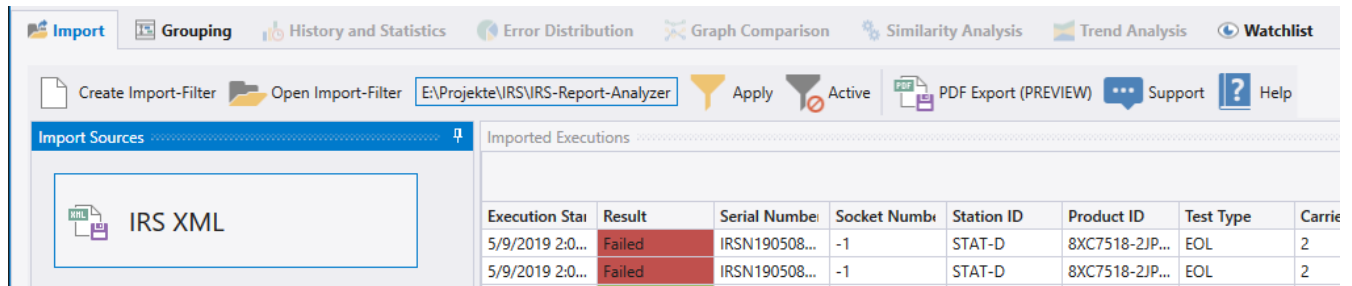 Import Grouping History and Statistics Error Distribution Graph Comparison Similarity Analysis Trend Analysis Watchlist
Create Import-Filter Open Import-Filter E:\Projekte\IRS\IRS-Report-Analyzer Apply Active PDF PDF Export (PREVIEW) Support ? Help
Import Sources Imported Executions
XML IRS XML
Execution Star Result Serial Number Socket Numbe Station ID Product ID Test Type Carrie
5/9/2019 2:0... Failed IRSN190508... -1 STAT-D 8XC7518-2JP... EOL 2
5/9/2019 2:0... Failed IRSN190508... -1 STAT-D 8XC7518-2JP... EOL 2